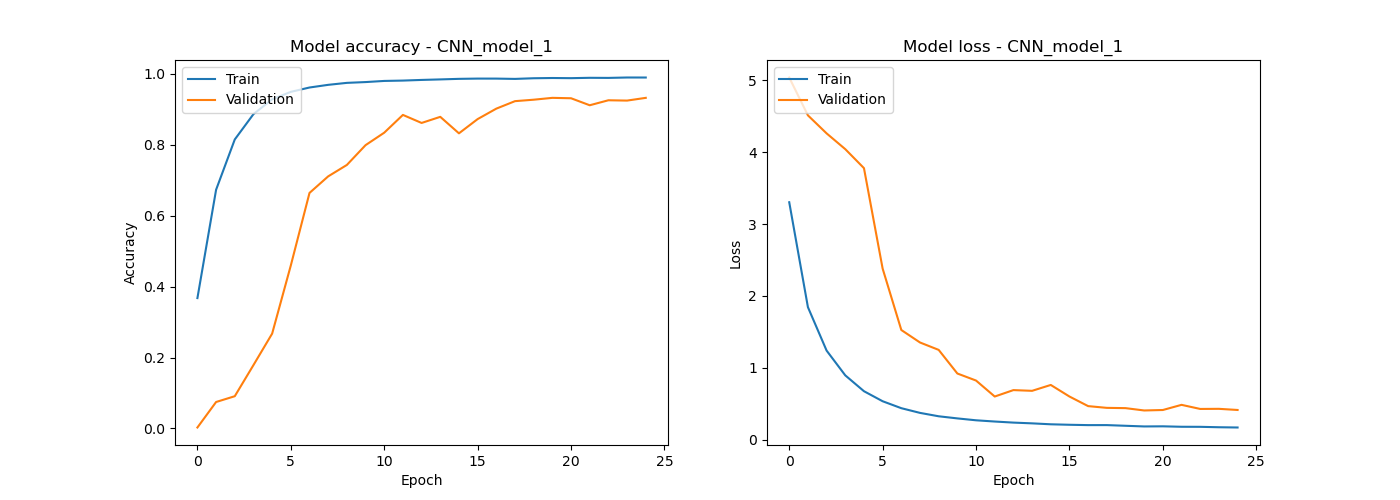 Model accuracy - CNN_model_1
Train
Validation
1.0
0.8
0.6
0.4
0.2
0.0
Accuracy
0 5 10 15 20 25
Epoch
Model loss - CNN_model_1
Train
Validation
5
4
3
2
1
0
Loss
0 5 10 15 20 25
Epoch